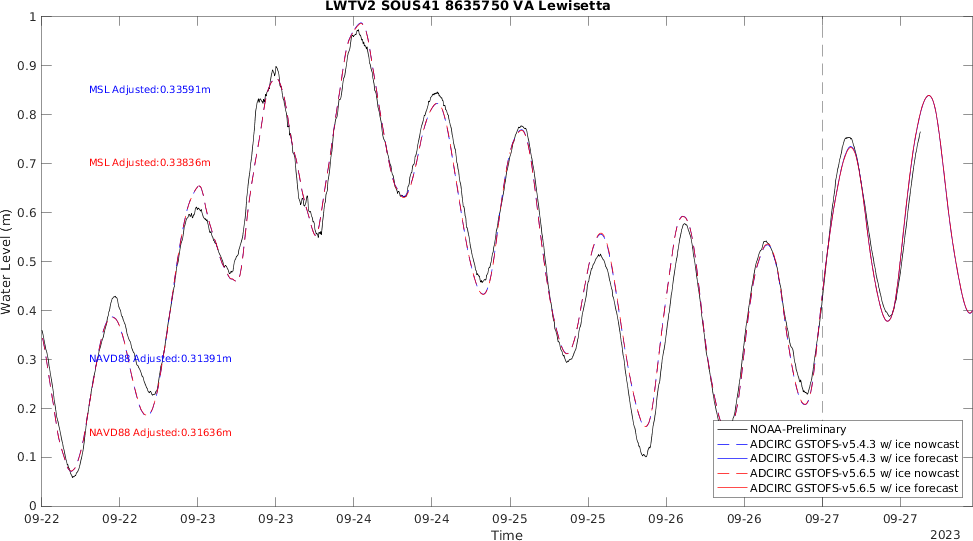 LWTV2 SOUS41 8635750 VA Lewisetta
1
0.9
0.8
0.7
0.6
0.5
0.4
0.3
0.2
0.1
0
Water Level (m)
MSL Adjusted:0.33591m
MSL Adjusted:0.33836m
NAVD88 Adjusted:0.31391m
NAVD88 Adjusted:0.31636m
NOAA-Preliminary
ADCIRC GSTOFS-v5.4.3 w/ ice nowcast
ADCIRC GSTOFS-v5.4.3 w/ ice forecast
ADCIRC GSTOFS-v5.6.5 w/ ice nowcast
ADCIRC GSTOFS-v5.6.5 w/ ice forecast
09-22 09-22 09-23 09-23 09-24 09-24 09-25 09-25 09-26 09-26 09-27 09-27
Time
2023